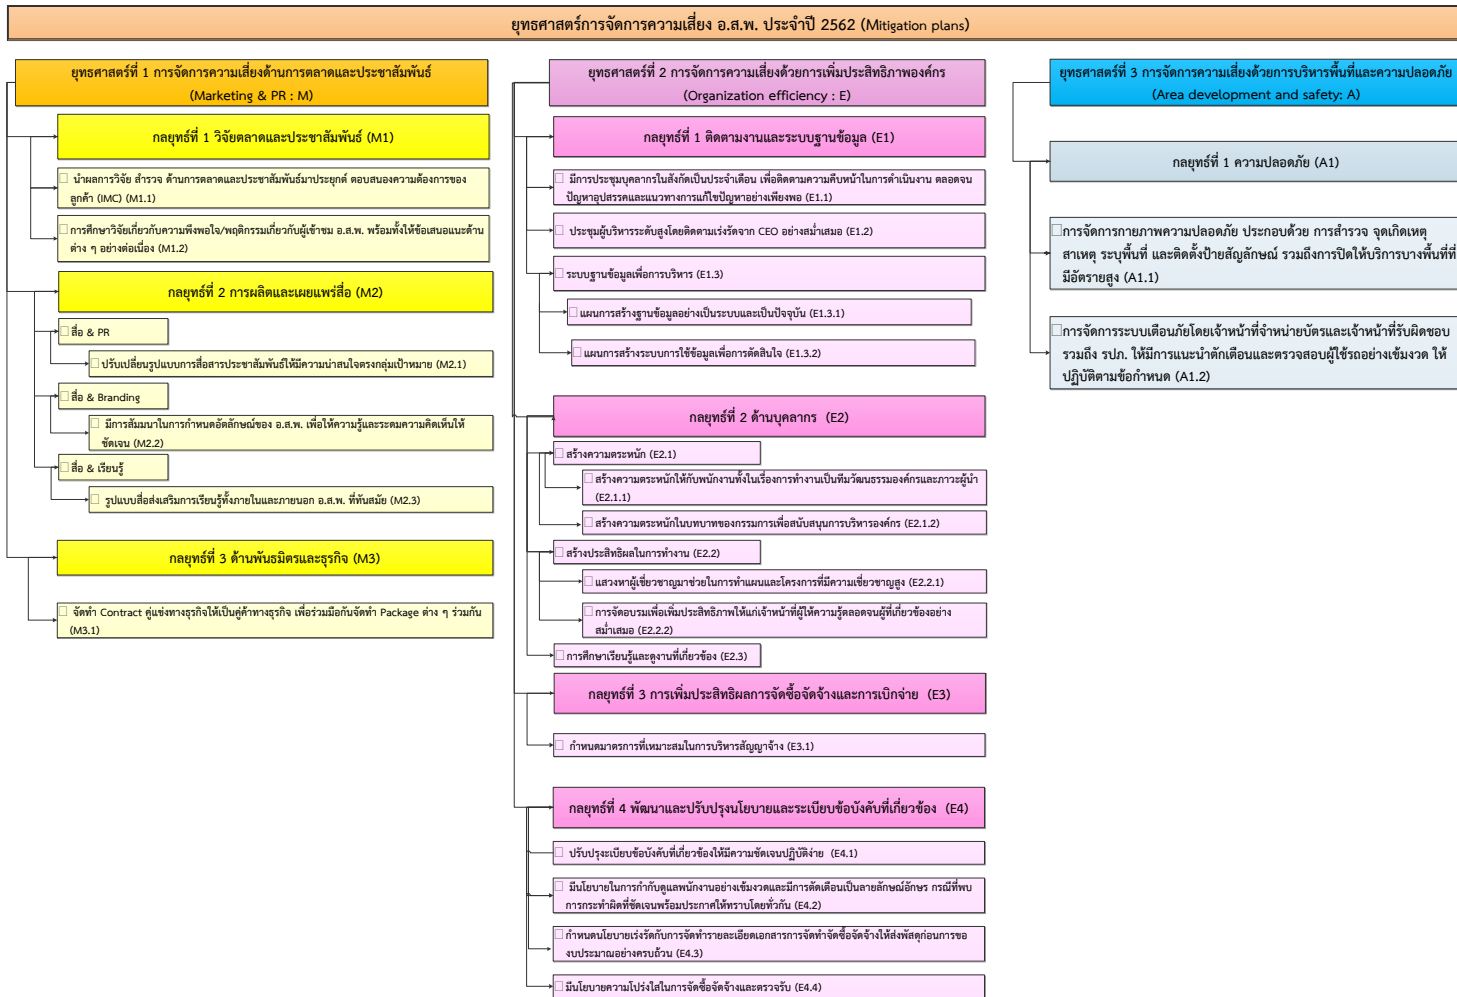 ยุทธศาสตร์การจัดการความเสี่ยง อ.ส.พ. ประจำปี 2562 (Mitigation plans)
ยุทธศาสตร์ที่ 1 การจัดการความเสี่ยงด้านการตลาดและประชาสัมพันธ์
(Marketing & PR : M)
กลยุทธ์ที่ 1 วิจัยตลาดและประชาสัมพันธ์ (M1)
นำผลการวิจัย สำรวจ ด้านการตลาดและประชาสัมพันธ์มาประยุกต์ ตอบสนองความต้องการของ
ลูกค้า (IMC) (M1.1)
การศึกษาวิจัยเกี่ยวกับความพึงพอใจ/พฤติกรรมเกี่ยวกับผู้เข้าชม อ.ส.พ. พร้อมทั้งให้ข้อเสนอแนะด้าน
ต่าง ๆ อย่างต่อเนื่อง (M1.2)
กลยุทธ์ที่ 2 การผลิตและเผยแพร่สื่อ (M2)
สื่อ & PR
ปรับเปลี่ยนรูปแบบการสื่อสารประชาสัมพันธ์ให้มีความน่าสนใจตรงกลุ่มเป้าหมาย (M2.1)
สื่อ & Branding
มีการสัมมนาในการกำหนดอัตลักษณ์ของ อ.ส.พ. เพื่อให้ความรู้และระดมความคิดเห็นให้
ชัดเจน (M2.2)
สื่อ & เรียนรู้
รูปแบบสื่อส่งเสริมการเรียนรู้ทั้งภายในและภายนอก อ.ส.พ. ที่ทันสมัย (M2.3)
กลยุทธ์ที่ 3 ด้านพันธมิตรและธุรกิจ (M3)
จัดทำ Contract คู่แข่งทางธุรกิจให้เป็นคู่ค้าทางธุรกิจ เพื่อร่วมมือกันจัดทำ Package ต่าง ๆ ร่วมกัน
(M3.1)
ยุทธศาสตร์ที่ 2 การจัดการความเสี่ยงด้วยการเพิ่มประสิทธิภาพองค์กร
(Organization efficiency : E)
กลยุทธ์ที่ 1 ติดตามงานและระบบฐานข้อมูล (E1)
มีการประชุมบุคลากรในสังกัดเป็นประจำเดือน เพื่อติดตามความคืบหน้าในการดำเนินงาน ตลอดจน
ปัญหาอุปสรรคและแนวทางการแก้ไขปัญหาอย่างเพียงพอ (E1.1)
ประชุมผู้บริหารระดับสูงโดยติดตามเร่งรัดจาก CEO อย่างสม่ำเสมอ (E1.2)
ระบบฐานข้อมูลเพื่อการบริหาร (E1.3)
แผนการสร้างฐานข้อมูลอย่างเป็นระบบและเป็นปัจจุบัน (E1.3.1)
แผนการสร้างระบบการใช้ข้อมูลเพื่อการตัดสินใจ (E1.3.2)
กลยุทธ์ที่ 2 ด้านบุคลากร (E2)
สร้างความตระหนัก (E2.1)
สร้างความตระหนักให้กับพนักงานทั้งในเรื่องการทำงานเป็นทีมวัฒนธรรมองค์กรและภาวะผู้นำ
(E2.1.1)
สร้างความตระหนักในบทบาทของกรรมการเพื่อสนับสนุนการบริหารองค์กร (E2.1.2)
สร้างประสิทธิผลในการทำงาน (E2.2)
แสวงหาผู้เชี่ยวชาญมาช่วยในการทำแผนและโครงการที่มีความเชี่ยวชาญสูง (E2.2.1)
การจัดอบรมเพื่อเพิ่มประสิทธิภาพให้แก่เจ้าหน้าที่ผู้ให้ความรู้ตลอดจนผู้ที่เกี่ยวข้องอย่าง
สม่ำเสมอ (E2.2.2)
การศึกษาเรียนรู้และดูงานที่เกี่ยวข้อง (E2.3)
กลยุทธ์ที่ 3 การเพิ่มประสิทธิผลการจัดซื้อจัดจ้างและการเบิกจ่าย (E3)
กำหนดมาตรการที่เหมาะสมในการบริหารสัญญาจ้าง (E3.1)
กลยุทธ์ที่ 4 พัฒนาและปรับปรุงนโยบายและระเบียบข้อบังคับที่เกี่ยวข้อง (E4)
ปรับปรุงะเบียบข้อบังคับที่เกี่ยวข้องให้มีความชัดเจนปฏิบัติง่าย (E4.1)
มีนโยบายในการกำกับดูแลพนักงานอย่างเข้มงวดและมีการตัดเตือนเป็นลายลักษณ์อักษร กรณีที่พบ
การกระทำผิดที่ชัดเจนพร้อมประกาศให้ทราบโดยทั่วกัน (E4.2)
กำหนดนโยบายเร่งรัดกับการจัดทำรายละเอียดเอกสารการจัดทำจัดซื้อจัดจ้างให้ส่งพัสดุก่อนการขอ
งบประมาณอย่างครบถ้วน (E4.3)
มีนโยบายความโปร่งใสในการจัดซื้อจัดจ้างและตรวจรับ (E4.4)
ยุทธศาสตร์ที่ 3 การจัดการความเสี่ยงด้วยการบริหารพื้นที่และความปลอดภัย
(Area development and safety: A)
กลยุทธ์ที่ 1 ความปลอดภัย (A1)
การจัดการกายภาพความปลอดภัย ประกอบด้วย การสำรวจ จุดเกิดเหตุ
สาเหตุ ระบุพื้นที่ และติดตั้งป้ายสัญลักษณ์ รวมถึงการปิดให้บริการบางพื้นที่ที่
มีอัตรายสูง (A1.1)
การจัดการระบบเตือนภัยโดยเจ้าหน้าที่จำหน่ายบัตรและเจ้าหน้าที่รับผิดชอบ
รวมถึง รปภ. ให้มีการแนะนำตักเตือนและตรวจสอบผู้ใช้รถอย่างเข้มงวด ให้
ปฏิบัติตามข้อกำหนด (A1.2)